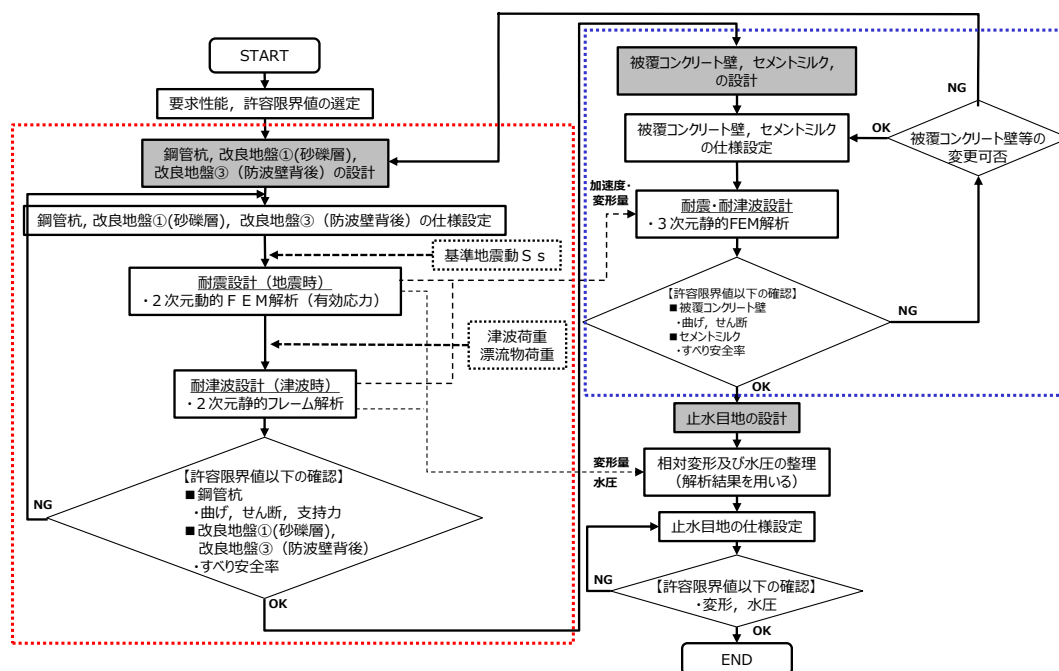 START
要求性能，許容限界値の選定
鋼管杭，改良地盤①(砂礫層)，
改良地盤③（防波壁背後）の設計
鋼管杭，改良地盤①(砂礫層)，改良地盤③（防波壁背後）の仕様設定
基準地震動Ｓｓ
耐震設計（地震時）
・２次元動的ＦＥＭ解析（有効応力）
津波荷重
漂流物荷重
耐津波設計（津波時）
・２次元静的フレーム解析
【許容限界値以下の確認】
■鋼管杭
・曲げ，せん断，支持力
■改良地盤①(砂礫層)，
改良地盤③（防波壁背後）
・すべり安全率
NG
OK
被覆コンクリート壁，セメントミルク，
の設計
被覆コンクリート壁，セメントミルク
の仕様設定
加速度・
変形量
耐震・耐津波設計
・３次元静的FEM解析
【許容限界値以下の確認】
■被覆コンクリート壁
・曲げ，せん断
■セメントミルク
・すべり安全率
NG
OK
NG
OK
被覆コンクリート壁等の
変更可否
止水目地の設計
変形量
水圧
相対変形及び水圧の整理
（解析結果を用いる）
止水目地の仕様設定
NG
【許容限界値以下の確認】
・変形，水圧
OK
END